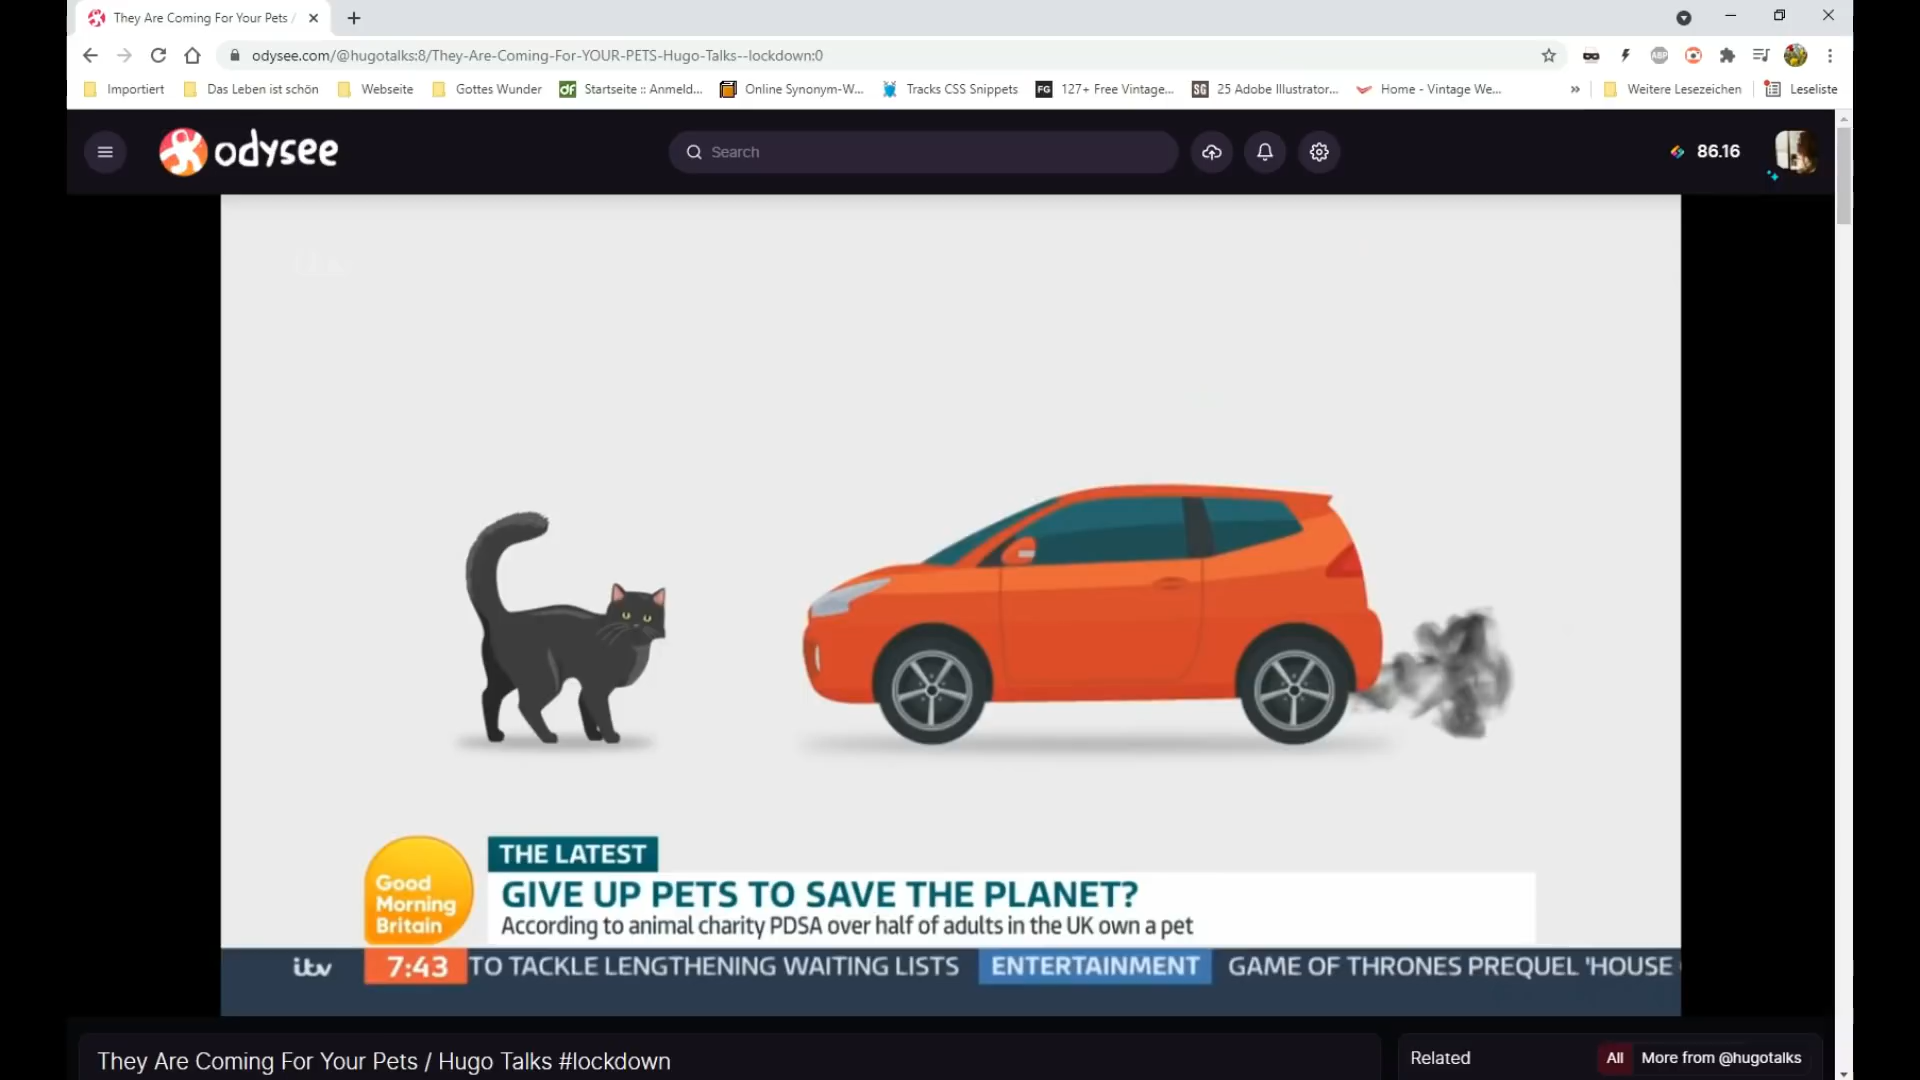 They Are Coming For Your Pets /
odysee.com/@hugotalks:8/They-Are-Coming-For-YOUR-PETS-Hugo-Talks--lockdown:0
ABP
Importiert
Das Leben ist schön
Webseite
Gottes Wunder
df Startseite :: Anmeld...
Online Synonym-W...
Tracks CSS Snippets
FG 127+ Free Vintage...
SG 25 Adobe Illustrator...
Home - Vintage We...
»
Weitere Lesezeichen
Leseliste
odysee
Search
86.16
THE LATEST
Good
Morning
Britain
GIVE UP PETS TO SAVE THE PLANET?
According to animal charity PDSA over half of adults in the UK own a pet
itv 7:43 TO TACKLE LENGTHENING WAITING LISTS ENTERTAINMENT GAME OF THRONES PREQUEL 'HOUSE
They Are Coming For Your Pets / Hugo Talks #lockdown
Related
All
More from @hugotalks